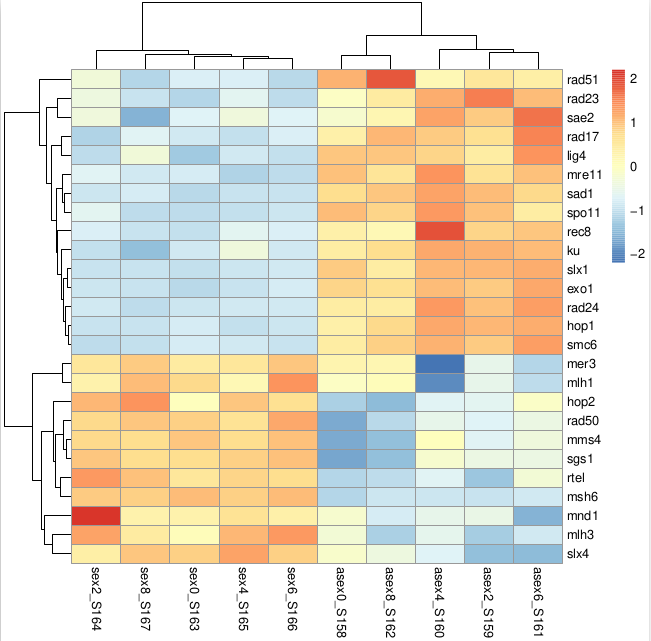 rad51
rad23
sae2
rad17
lig4
mre11
sad1
spo11
rec8
ku
slx1
exo1
rad24
hop1
smc6
mer3
mlh1
hop2
rad50
mms4
sgs1
rtel
msh6
mnd1
mlh3
slx4
2
1
0
−1
−2
sex2_S164
sex8_S167
sex0_S163
sex4_S165
sex6_S166
asex0_S158
asex8_S162
asex4_S160
asex2_S159
asex6_S161